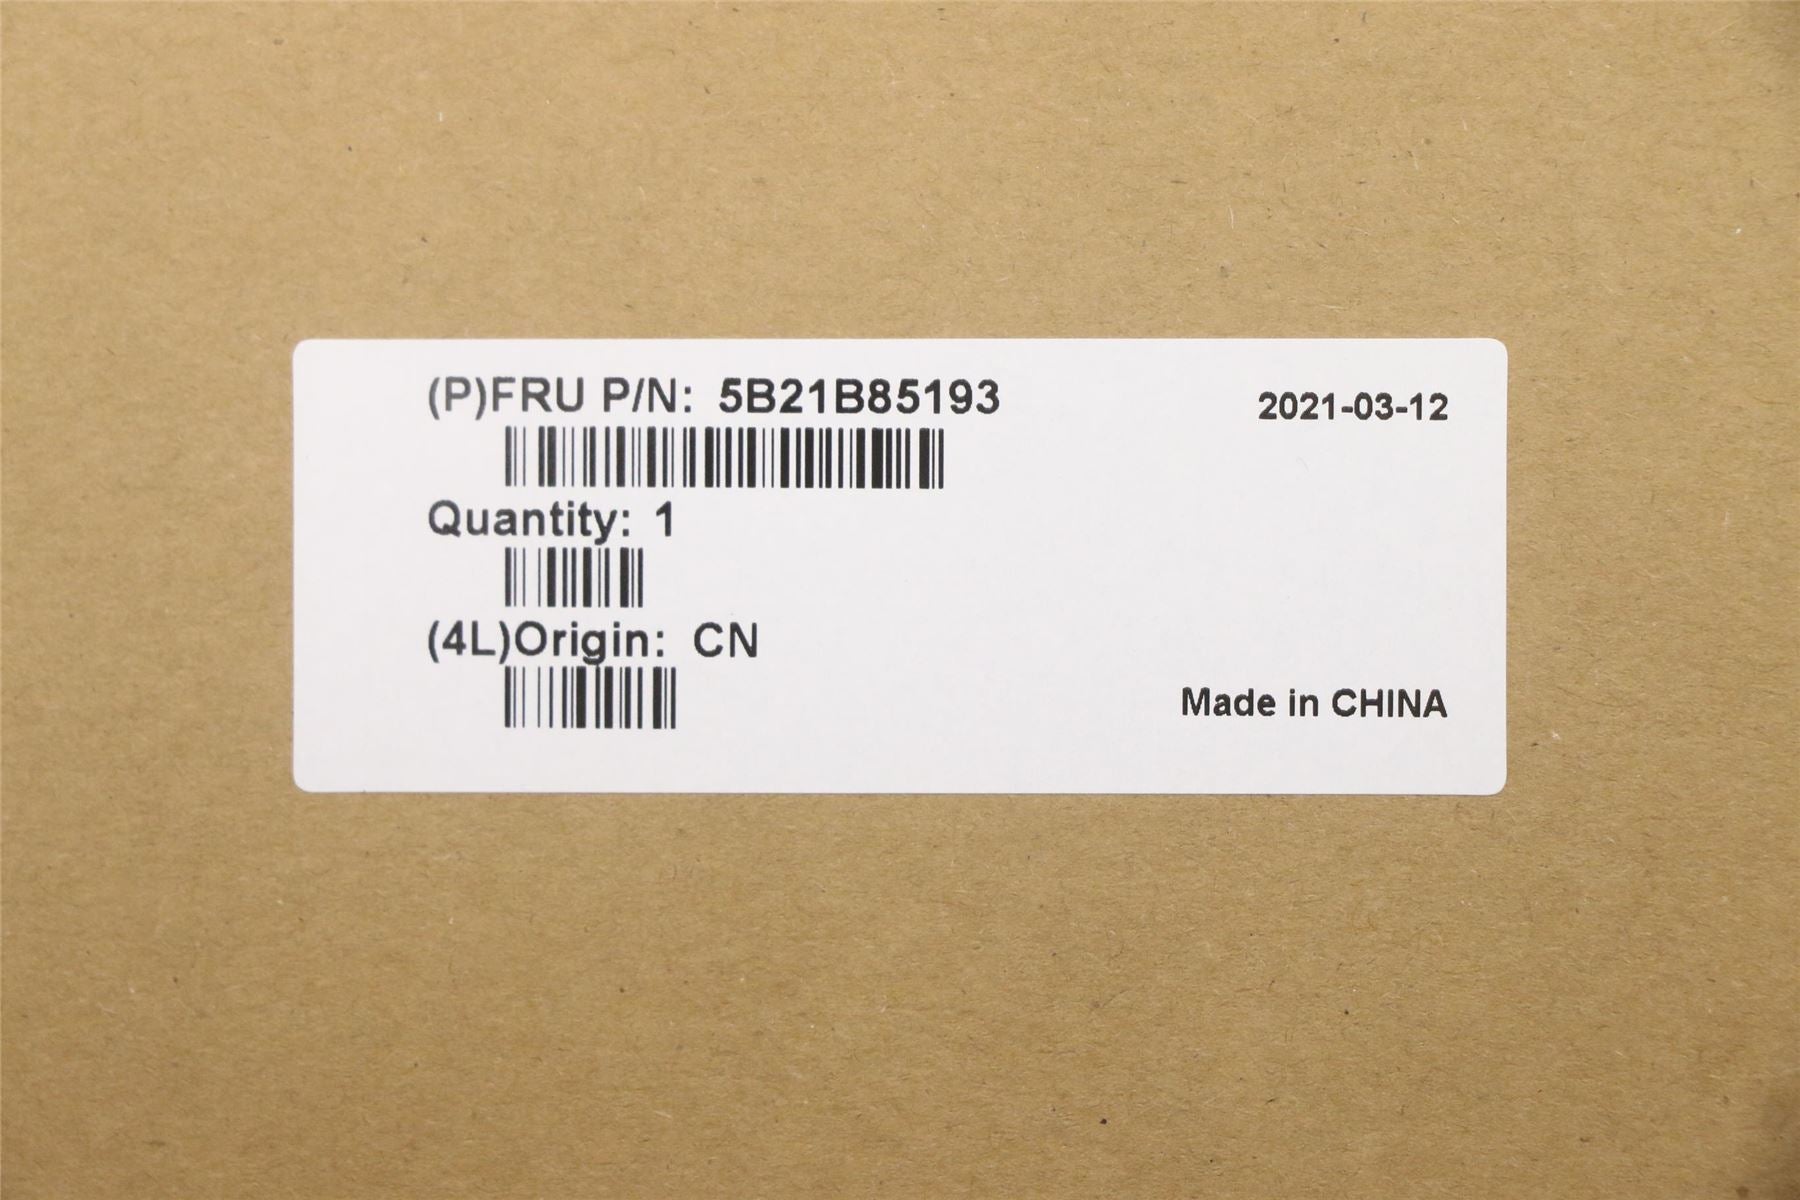 (P)FRU P/N: 5B21B85193
2021-03-12
Quantity: 1
(4L)Origin: CN
Made in CHINA